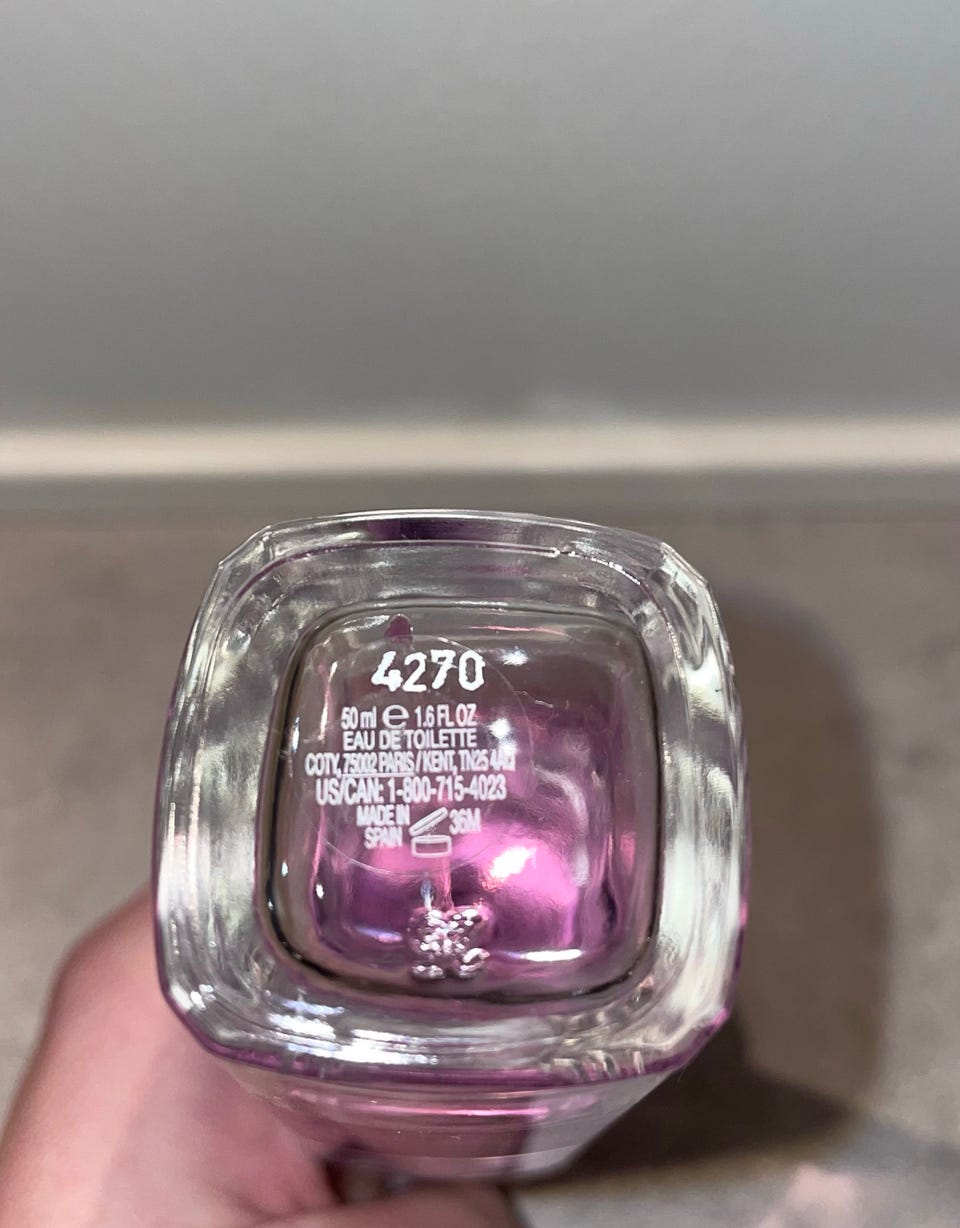 4270
50 ml e 1.6 FL OZ
EAU DE TOILETTE
COTY, 75002 PARIS / KENT, TN25
US/CAN: 1-800-715-4023
MADE IN
SPAIN 36M